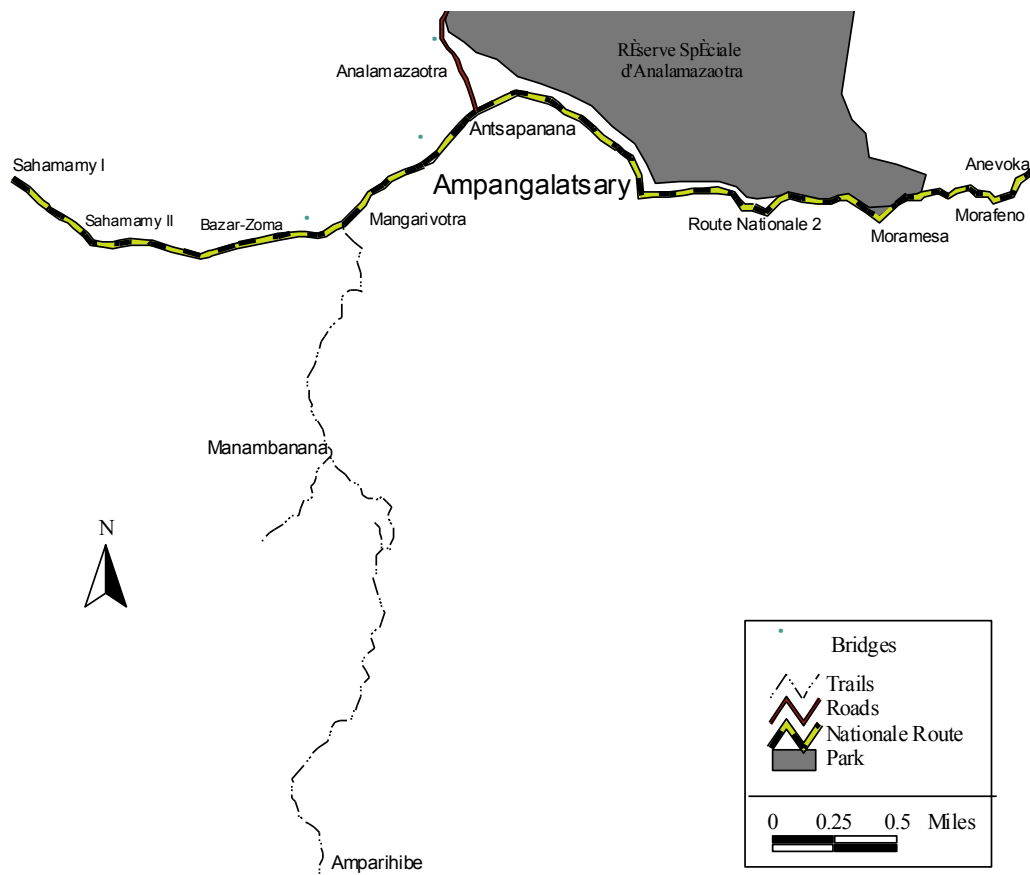 RÈserve SpÈciale
d'Analamazaotra
Analamazaotra
Antsapanana
Sahamamy I
Anevoka
Ampangalatsary
Sahamamy II
Bazar-Zoma
Mangarivotra
Route Nationale 2
Morafeno
Moramesa
Manambanana
N
Bridges
Trails
Roads
Nationale Route
Park
0 0.25 0.5 Miles
Amparihibe